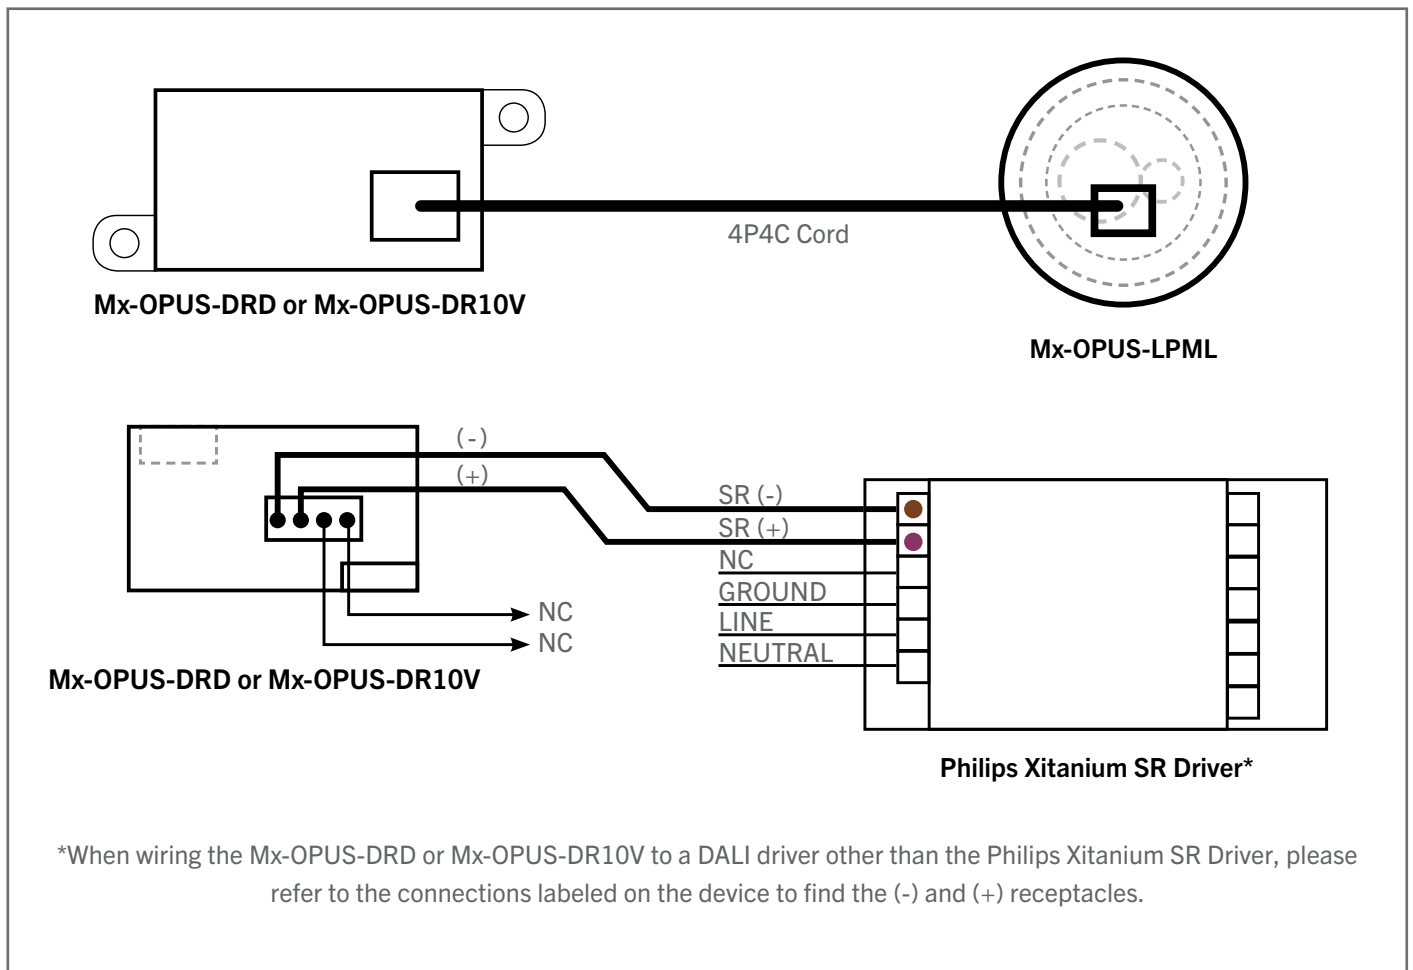 4P4C Cord
Mx-OPUS-DRD or Mx-OPUS-DR10V
Mx-OPUS-LPML
(-)
(+)
SR (-)
SR (+)
NC
GROUND
LINE
NEUTRAL
NC
NC
Mx-OPUS-DRD or Mx-OPUS-DR10V
Philips Xitanium SR Driver*
*When wiring the Mx-OPUS-DRD or Mx-OPUS-DR10V to a DALI driver other than the Philips Xitanium SR Driver, please
refer to the connections labeled on the device to find the (-) and (+) receptacles.